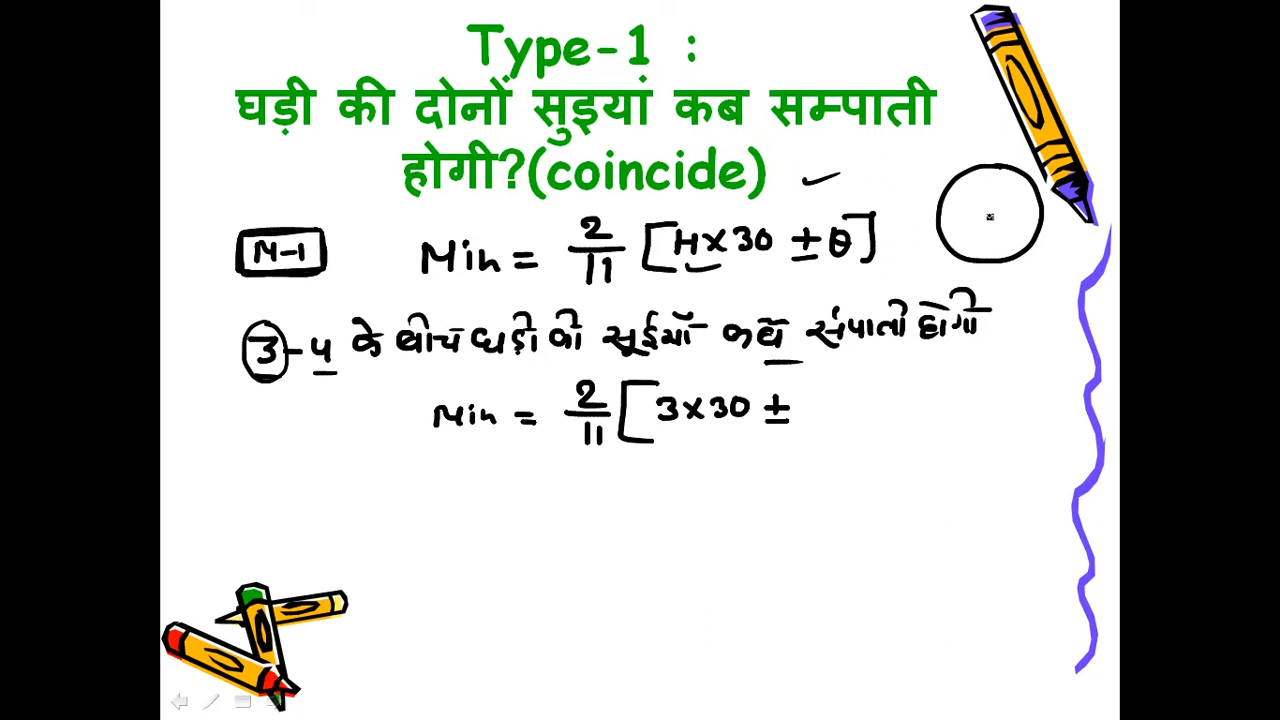 Type-1 :
घड़ी की दोनों सुइयां कब सम्पाती
होगी?(coincide)
M-1 Min = 2/11 [H×30 ± θ]
3-4 के बीच घड़ी की सूईयाँ कब संपाती होगी
Min = 2/11 [3×30 ±